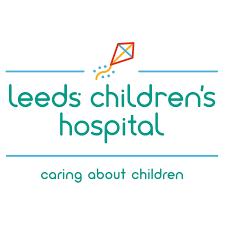 leeds children's
hospital
caring about children